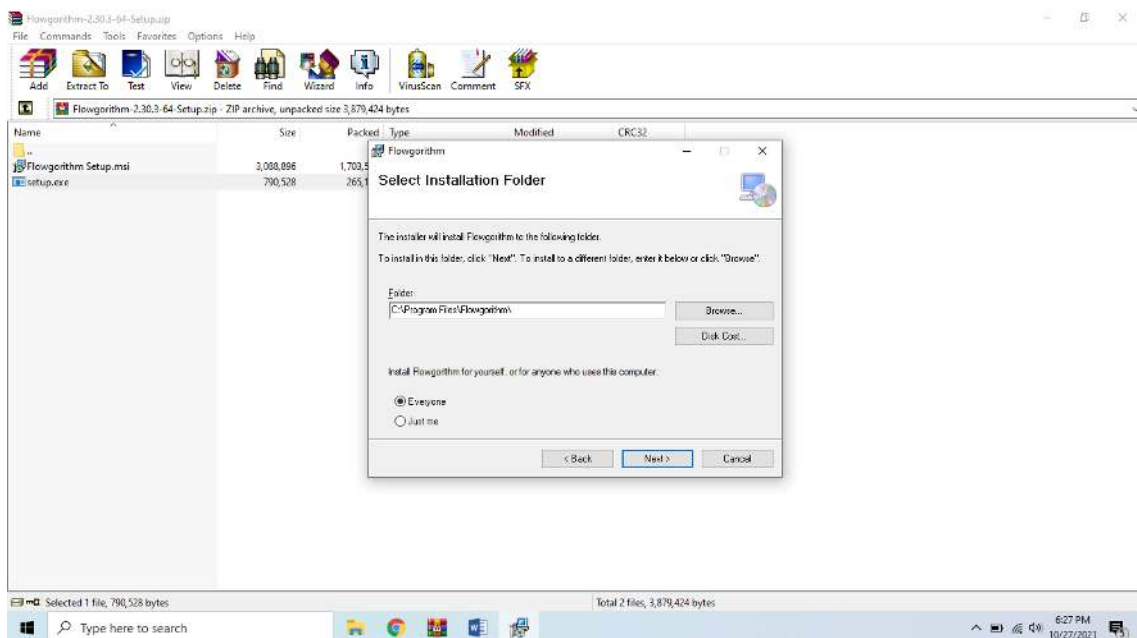 Flowgorithm-2.30.3-64-Setup.zip
File Commands Tools Favorites Options Help
Add Extract To Test View Delete Find Wizard Info VirusScan Comment SFX
Flowgorithm-2.30.3-64-Setup.zip - ZIP archive, unpacked size 3,879,424 bytes
Name Size Packed Type Modified CRC32
..
Flowgorithm Setup.msi 3,088,896 1,703,5
setup.exe 790,528 265,1
Flowgorithm
Select Installation Folder
The installer will install Flowgorithm to the following folder.
To install in this folder, click "Next". To install to a different folder, enter it below or click "Browse".
Folder:
C:\Program Files\Flowgorithm\
Browse...
Disk Cost...
Install Flowgorithm for yourself, or for anyone who uses this computer:
Everyone
Just me
< Back Next > Cancel
Selected 1 file, 790,528 bytes Total 2 files, 3,879,424 bytes
Type here to search
6:27 PM
10/27/2021